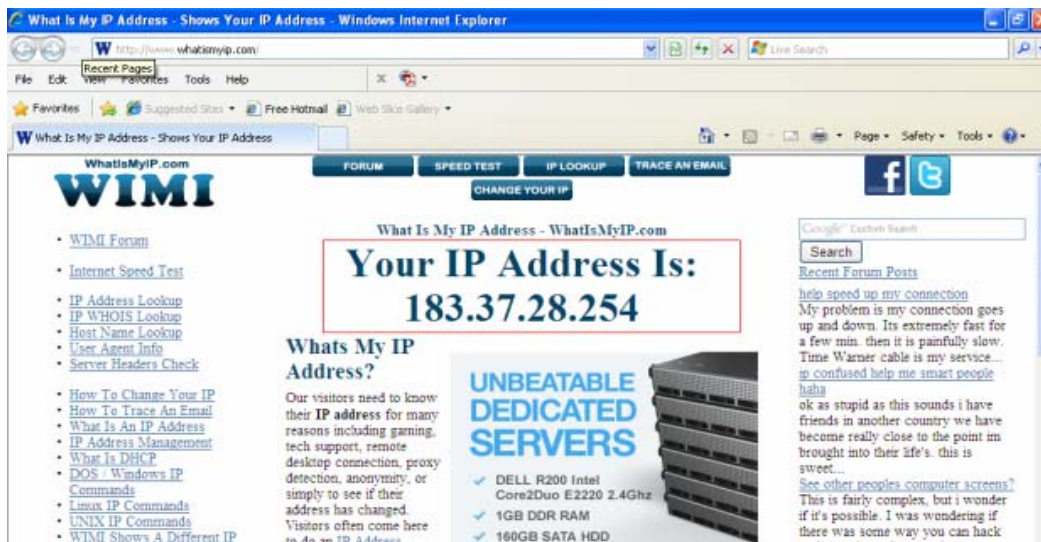 What Is My IP Address - Shows Your IP Address - Windows Internet Explorer
W http://www.whatismyip.com/
Live Search
Recent Pages
File Edit View Favorites Tools Help
Favorites Suggested Sites Free Hotmail Web Slice Gallery
W What Is My IP Address - Shows Your IP Address
Page Safety Tools
WhatIsMyIP.com
WIMI
FORUM SPEED TEST IP LOOKUP TRACE AN EMAIL
CHANGE YOUR IP
What Is My IP Address - WhatIsMyIP.com
Your IP Address Is:
183.37.28.254
WIMI Forum
Internet Speed Test
IP Address Lookup
IP WHOIS Lookup
Host Name Lookup
User Agent Info
Server Headers Check
How To Change Your IP
How To Trace An Email
What Is An IP Address
IP Address Management
What Is DHCP
DOS / Windows IP
Commands
Linux IP Commands
UNIX IP Commands
WIMI Shows A Different IP
Whats My IP
Address?
Our visitors need to know
their IP address for many
reasons including gaming,
tech support, remote
desktop connection, proxy
detection, anonymity, or
simply to see if their
address has changed.
Visitors often come here
to do an IP Address
UNBEATABLE
DEDICATED
SERVERS
DELL R200 Intel
Core2Duo E2220 2.4Ghz
1GB DDR RAM
160GB SATA HDD
Google Custom Search
Search
Recent Forum Posts
help speed up my connection
My problem is my connection goes
up and down. Its extremely fast for
a few min. then it is painfully slow.
Time Warner cable is my service...
ip confused help me smart people
haha
ok as stupid as this sounds i have
friends in another country we have
become really close to the point im
brought into their life's. this is
sweet...
See other peoples computer screens?
This is fairly complex, but i wonder
if it's possible. I was wondering if
there was some way you can hack